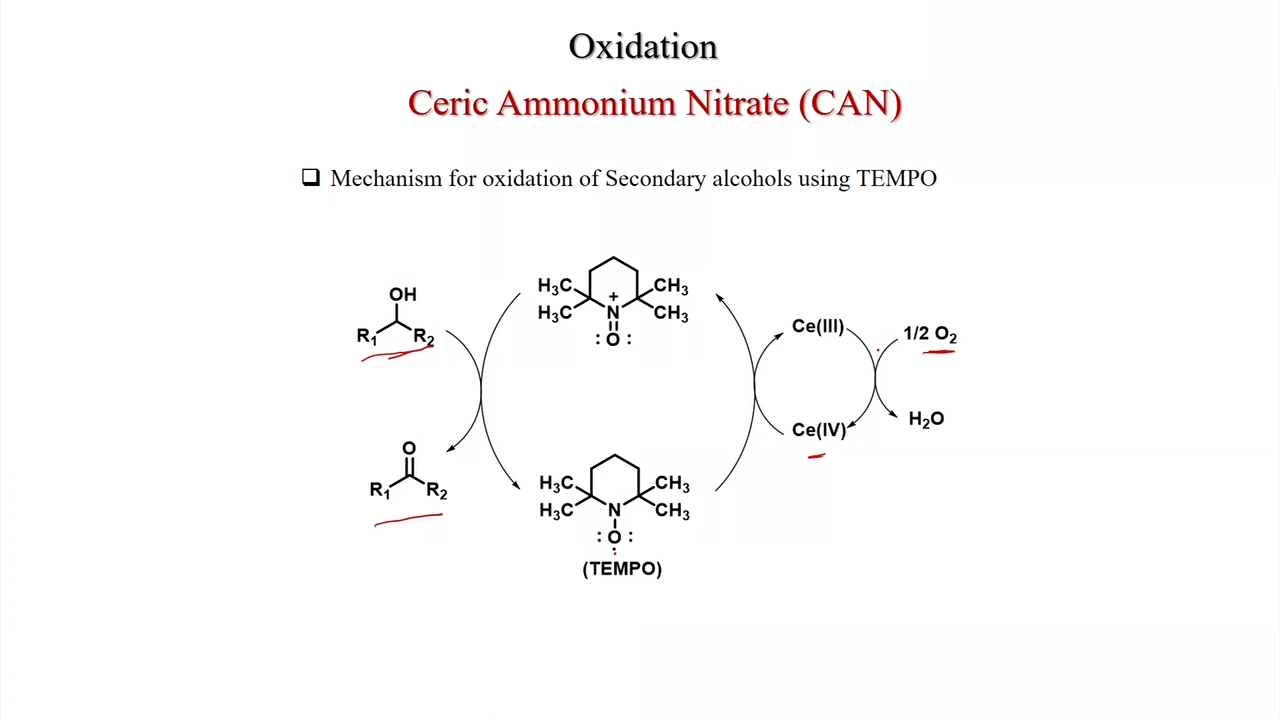 Oxidation
Ceric Ammonium Nitrate (CAN)
❑ Mechanism for oxidation of Secondary alcohols using TEMPO
OH
R1 R2
H3C CH3
H3C N+ CH3
:O:
Ce(III)
1/2 O2
Ce(IV)
H2O
O
R1 R2
H3C CH3
H3C N CH3
:O:
(TEMPO)